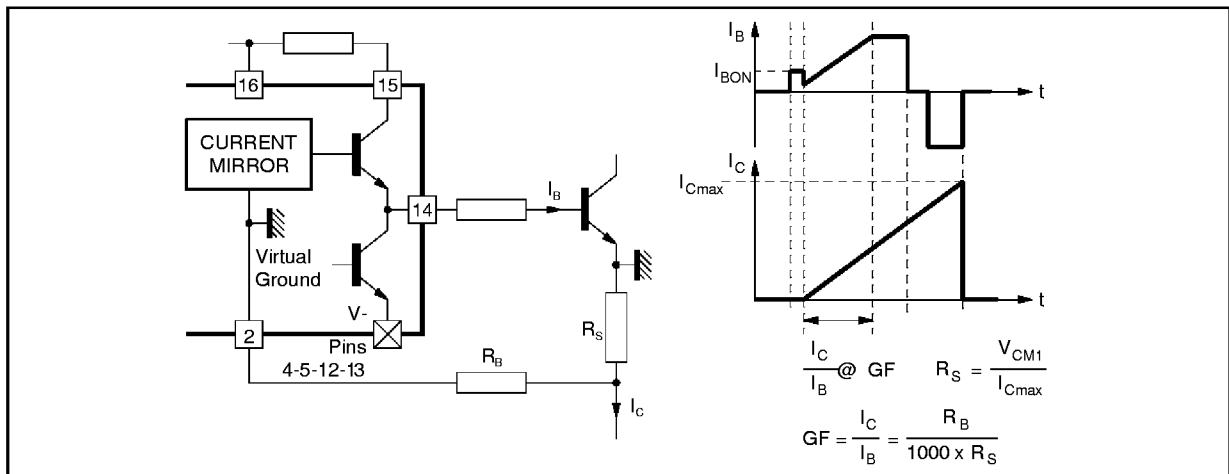 16
15
CURRENT
MIRROR
14
I_B
Virtual
Ground
V-
2
Pins
4-5-12-13
R_B
R_S
I_C
I_B
I_BON
t
I_C
I_Cmax
t
I_C / I_B @ GF
R_S = V_CM1 / I_Cmax
GF = I_C / I_B = R_B / 1000 x R_S